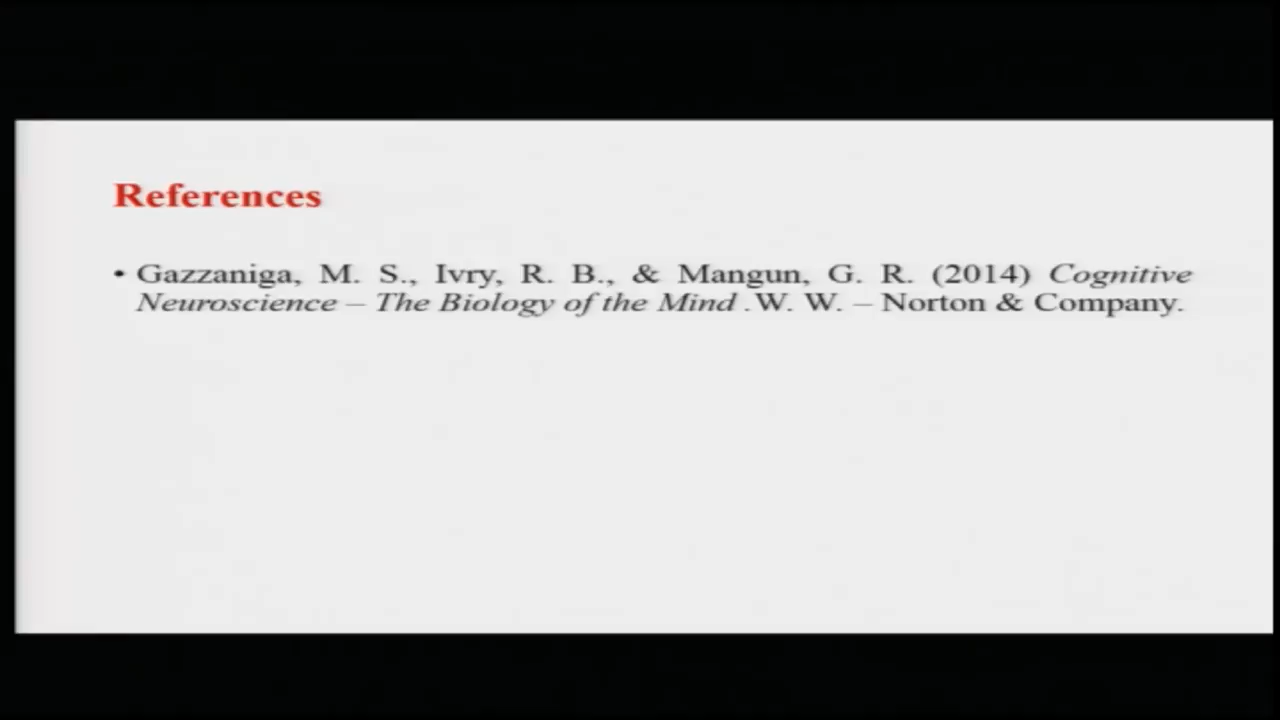 References
• Gazzaniga, M. S., Ivry, R. B., & Mangun, G. R. (2014) Cognitive
Neuroscience – The Biology of the Mind .W. W. – Norton & Company.